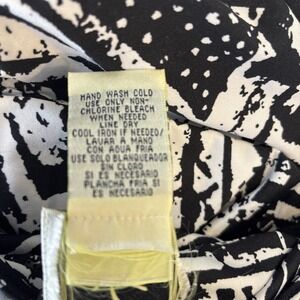 HAND WASH COLD
USE ONLY NON-
CHLORINE BLEACH
WHEN NEEDED
LINE DRY
COOL IRON IF NEEDED/
LAVAR A MANO
CON AQUA FRIA
USE SOLO BLANQUEADOR
SIN CLORO
SI ES NECESARIO
PLANCHA FRIA SI
ES NECESARIO